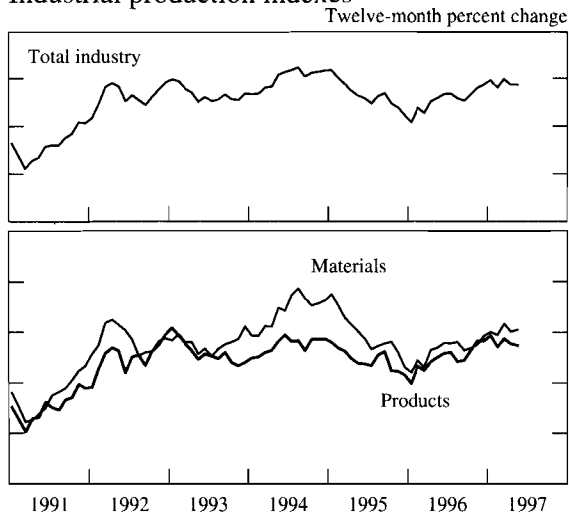 Industrial production indexes
Twelve-month percent change
Total industry
Materials
Products
1991 1992 1993 1994 1995 1996 1997